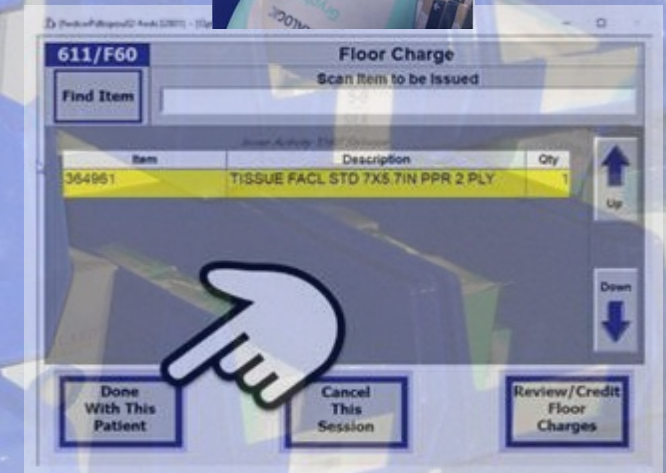 611/F60
Floor Charge
Scan Item to be Issued
Find Item
Item Description Qty
364961 TISSUE FACL STD 7X5.7IN PPR 2 PLY 1
Up
Down
Done
With This
Patient
Cancel
This
Session
Review/Credit
Floor
Charges